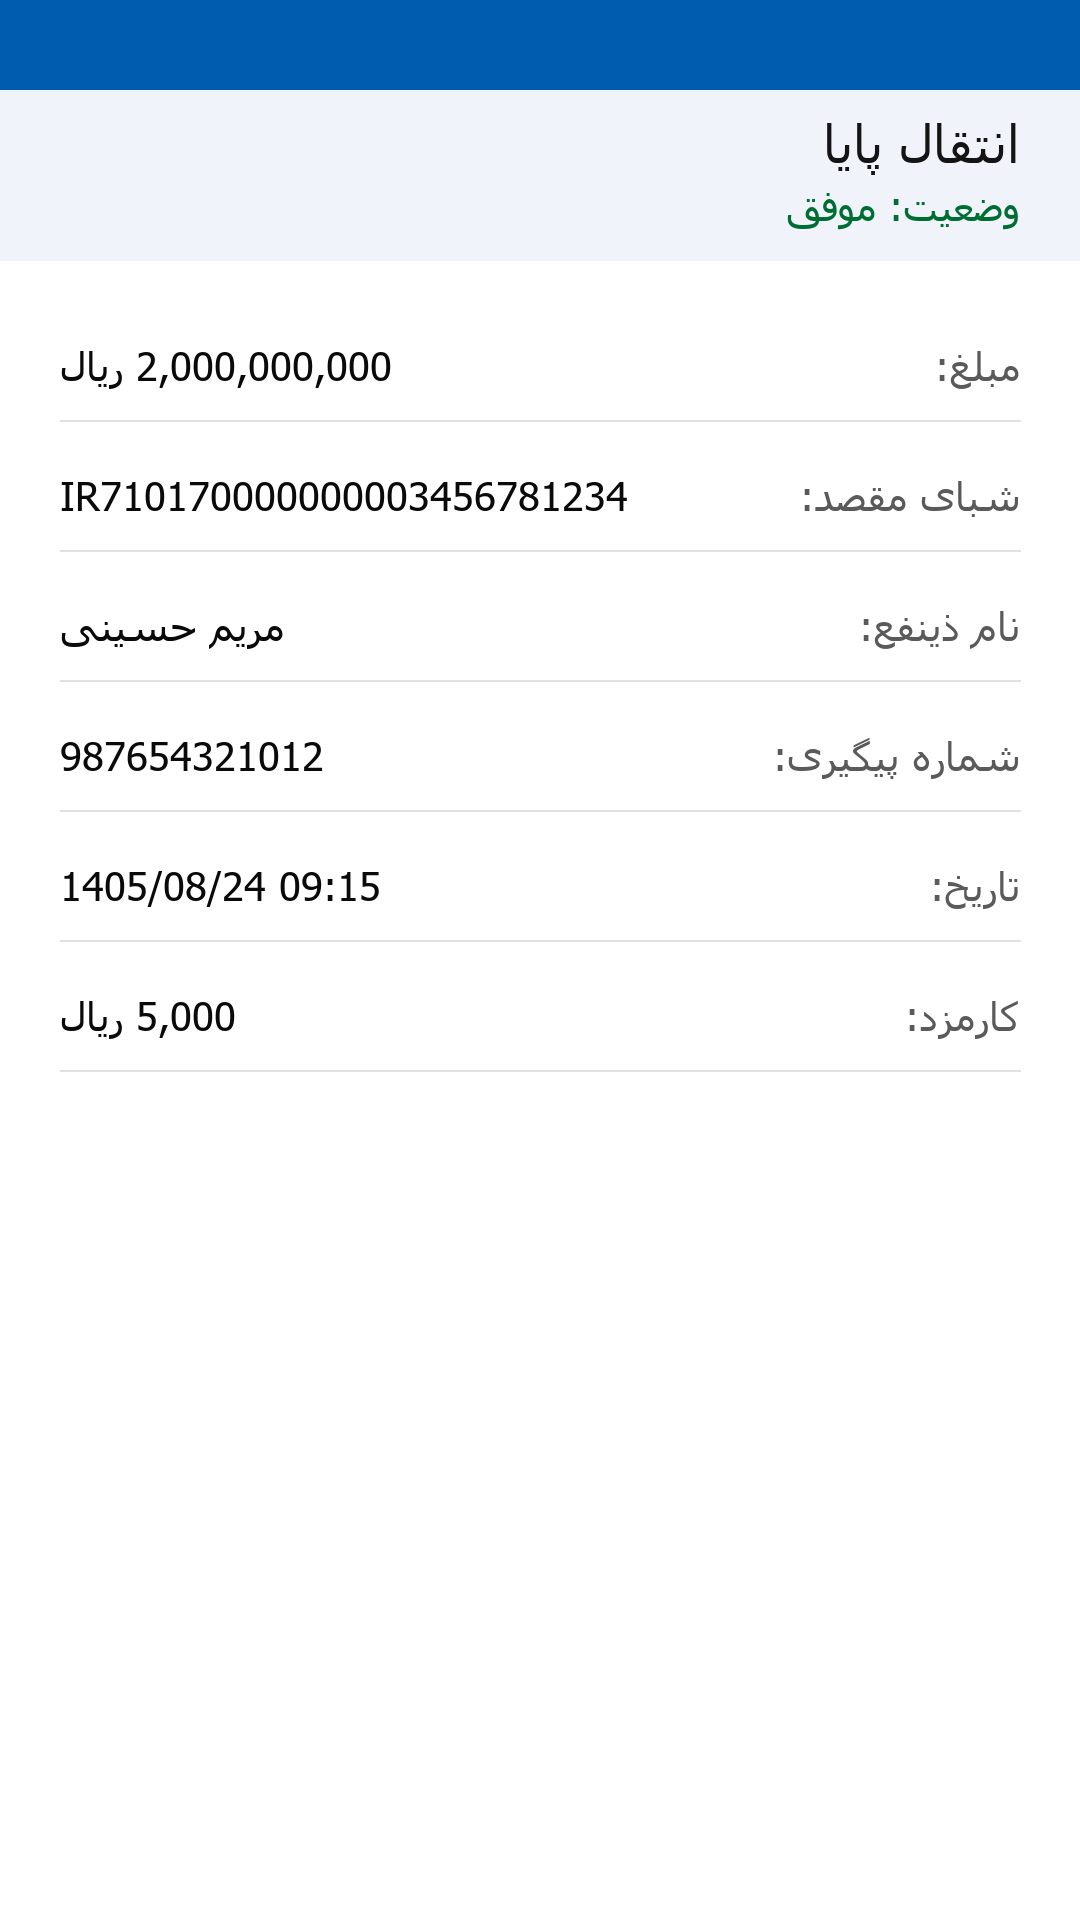 انتقال پایا
وضعیت: موفق
مبلغ: 2,000,000,000 ریال
شبای مقصد: IR710170000000003456781234
نام ذینفع: مریم حسینی
شماره پیگیری: 987654321012
تاریخ: 1405/08/24 09:15
کارمزد: 5,000 ریال